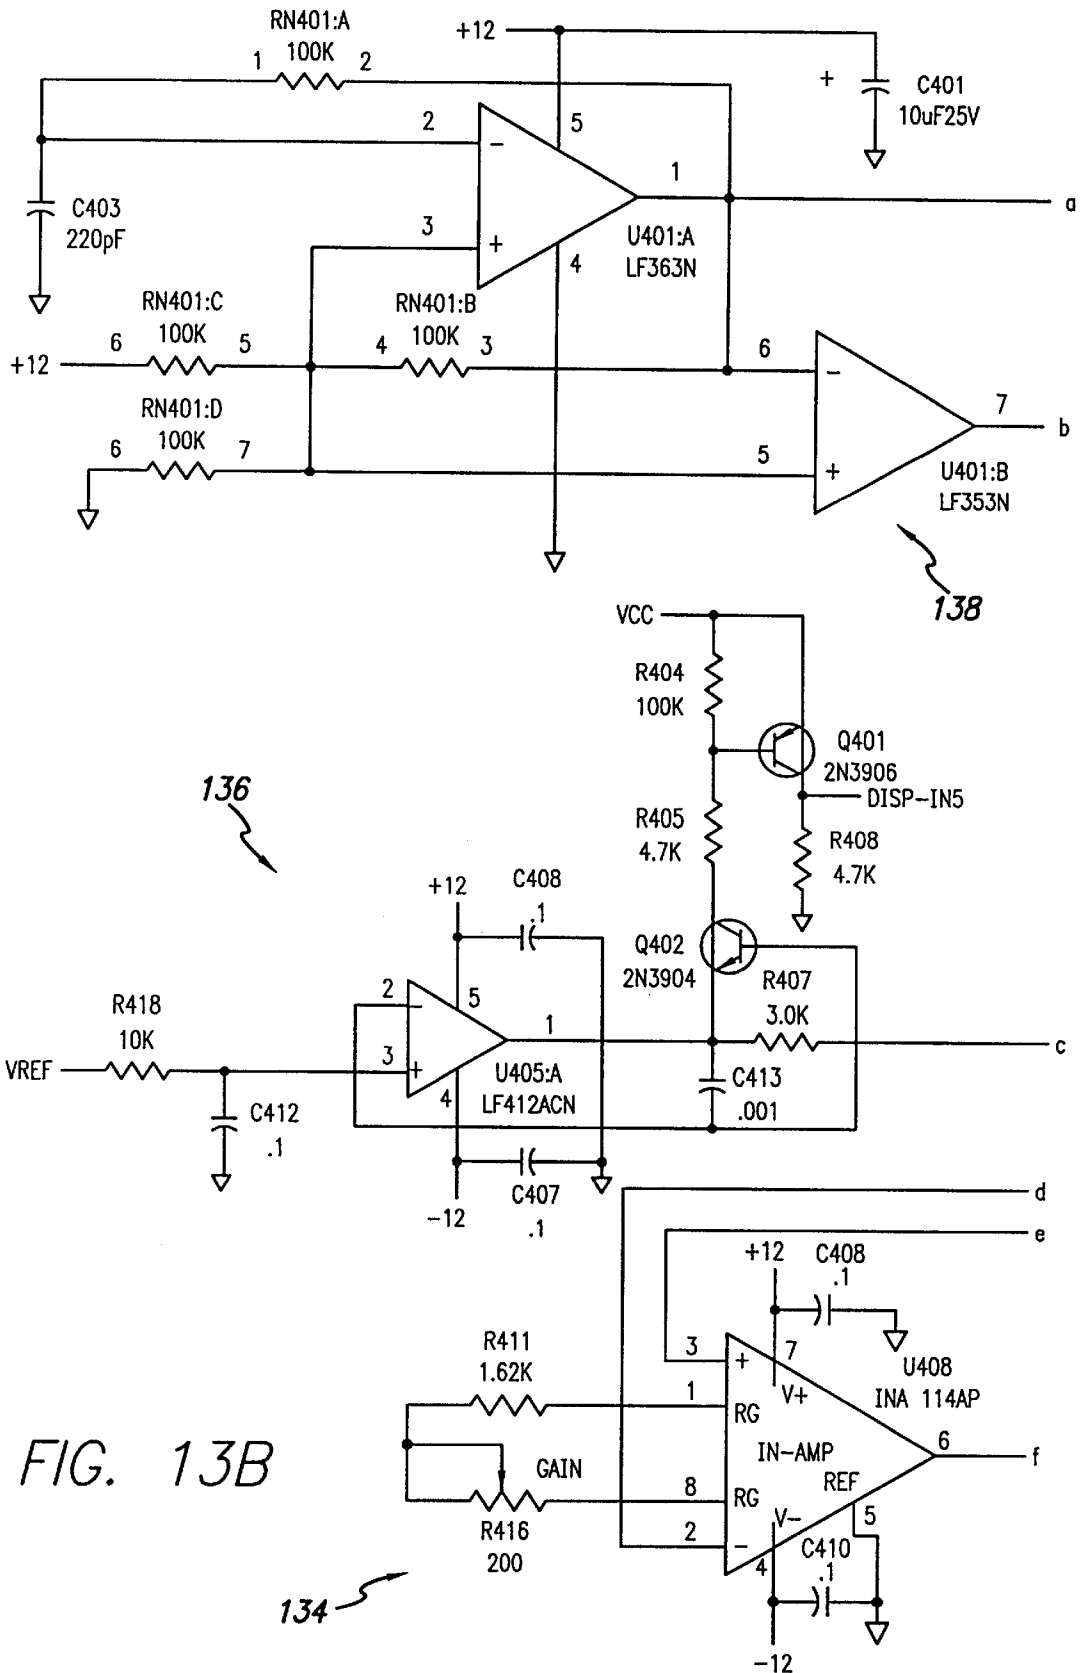 RN401:A
100K
1 2
+12
+ C401
10uF25V
2 − 5
C403
220pF
3 +
1 a
U401:A
LF363N
4
RN401:C
100K
+12 6 5
RN401:B
100K
4 3
RN401:D
100K
6 7
6 −
7 b
5 +
U401:B
LF353N
138
VCC
R404
100K
Q401
2N3906
DISP-IN5
R405
4.7K
R408
4.7K
136
+12
C408
.1
Q402
2N3904
R407
3.0K
c
R418
10K
VREF
C412
.1
2 − 5
3 +
1
4
U405:A
LF412ACN
C413
.001
-12
C407
.1
d
e
+12
C408
.1
3 + 7
V+
U408
INA 114AP
R411
1.62K
1 RG
IN-AMP
6 f
GAIN
8 RG
REF
5
R416
200
2 −
V-
4
C410
.1
-12
134
FIG. 13B